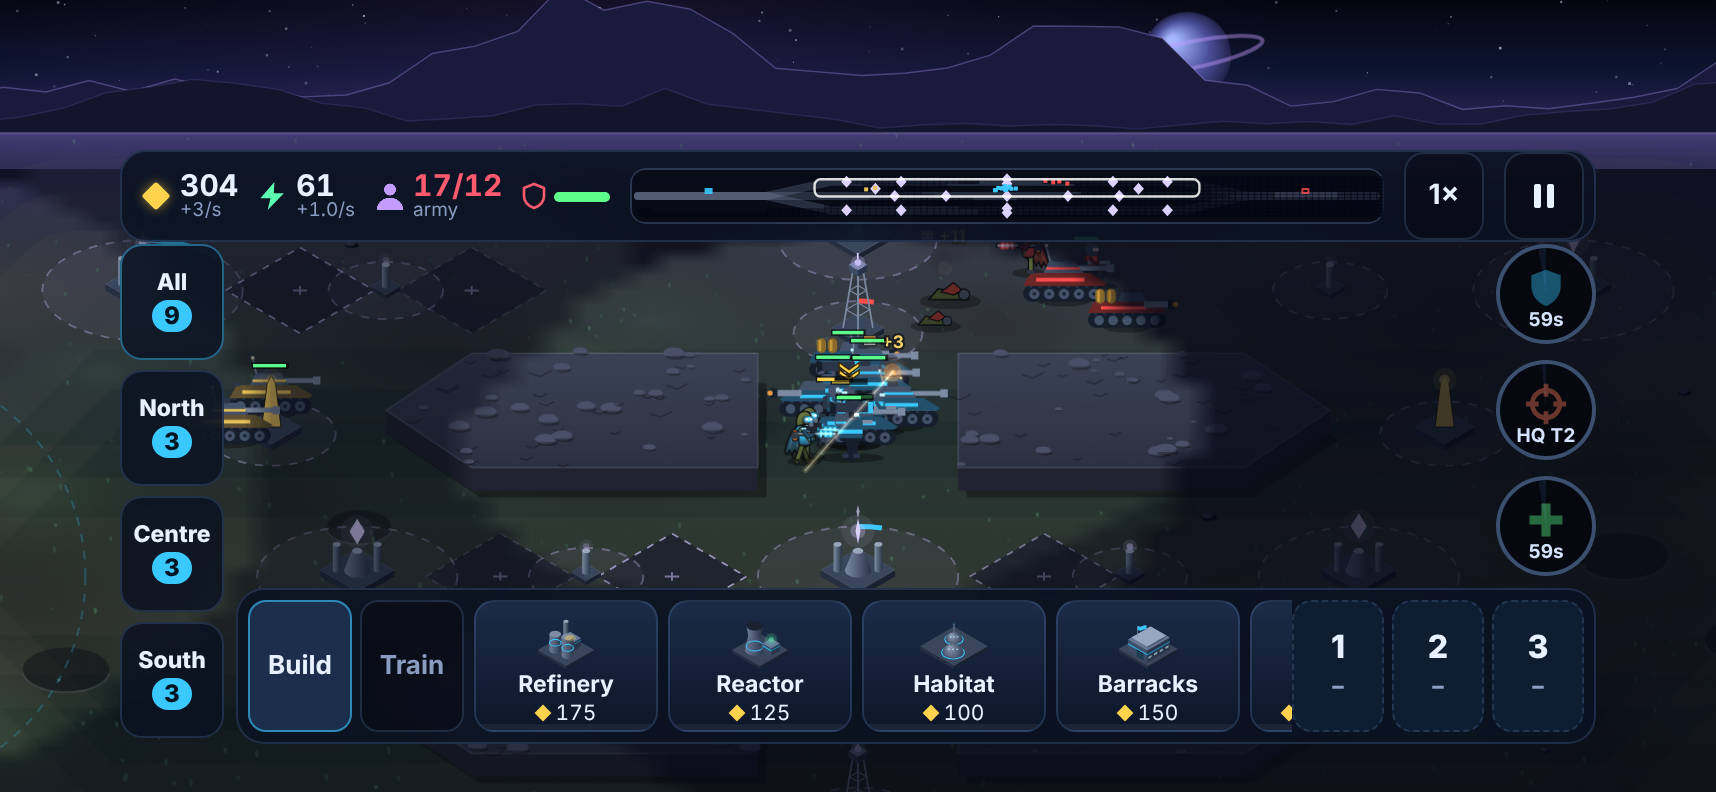 304
+3/s
61
+1.0/s
17/12
army
1×
+11
All
9
59s
+3
North
3
HQ T2
Centre
3
59s
South
3
Build
Train
Refinery
175
Reactor
125
Habitat
100
Barracks
150
1
–
2
–
3
–